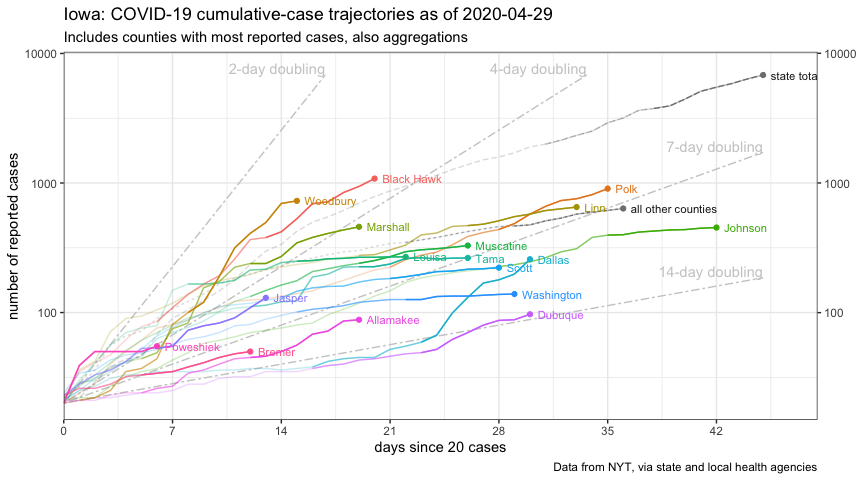 Iowa: COVID-19 cumulative-case trajectories as of 2020-04-29
Includes counties with most reported cases, also aggregations
10000
10000
2-day doubling
4-day doubling
state tota
7-day doubling
1000
1000
Black Hawk
Polk
Woodbury
Linn
all other counties
Marshall
Johnson
Muscatine
Louisa
Tama
Dallas
Scott
14-day doubling
Jasper
Washington
100
100
Allamakee
Dubuque
Poweshiek
Bremer
number of reported cases
0
7
14
21
28
35
42
days since 20 cases
Data from NYT, via state and local health agencies